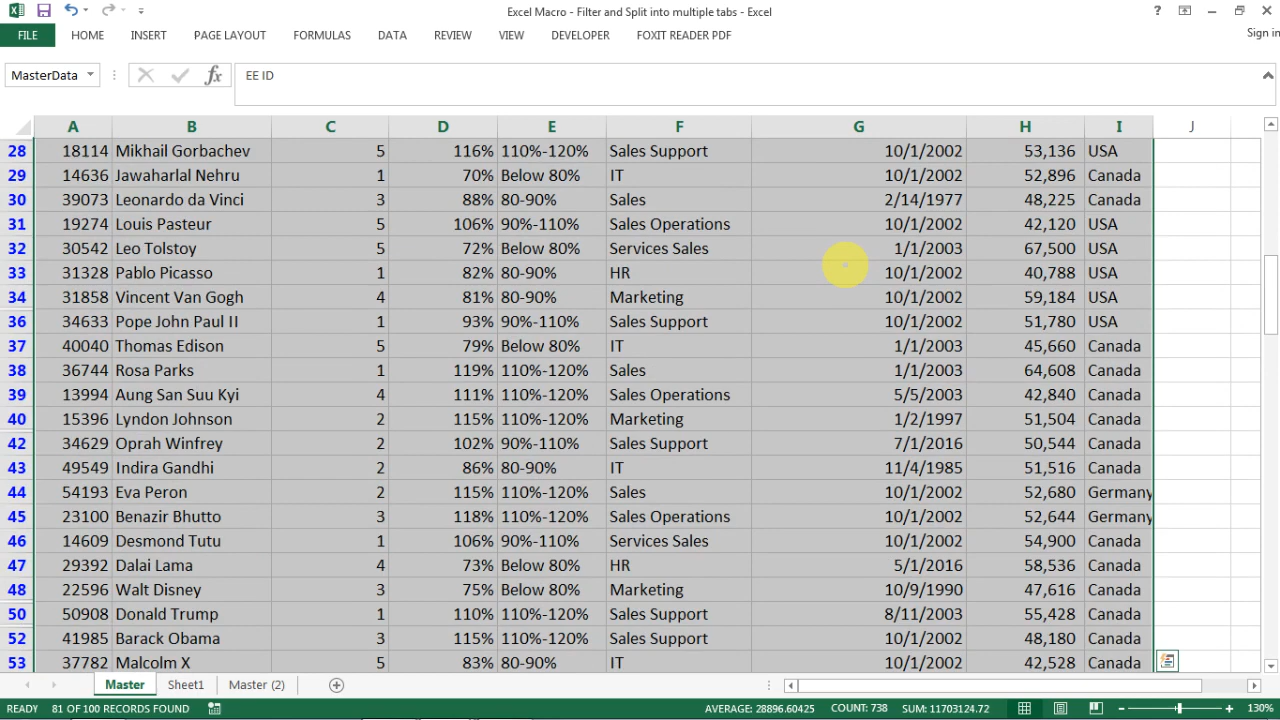 Excel Macro - Filter and Split into multiple tabs - Excel
FILE HOME INSERT PAGE LAYOUT FORMULAS DATA REVIEW VIEW DEVELOPER FOXIT READER PDF Sign in
MasterData fx EE ID
A B C D E F G H I J
28 18114 Mikhail Gorbachev 5 116% 110%-120% Sales Support 10/1/2002 53,136 USA
29 14636 Jawaharlal Nehru 1 70% Below 80% IT 10/1/2002 52,896 Canada
30 39073 Leonardo da Vinci 3 88% 80-90% Sales 2/14/1977 48,225 Canada
31 19274 Louis Pasteur 5 106% 90%-110% Sales Operations 10/1/2002 42,120 USA
32 30542 Leo Tolstoy 5 72% Below 80% Services Sales 1/1/2003 67,500 USA
33 31328 Pablo Picasso 1 82% 80-90% HR 10/1/2002 40,788 USA
34 31858 Vincent Van Gogh 4 81% 80-90% Marketing 10/1/2002 59,184 USA
36 34633 Pope John Paul II 1 93% 90%-110% Sales Support 10/1/2002 51,780 USA
37 40040 Thomas Edison 5 79% Below 80% IT 1/1/2003 45,660 Canada
38 36744 Rosa Parks 1 119% 110%-120% Sales 1/1/2003 64,608 Canada
39 13994 Aung San Suu Kyi 4 111% 110%-120% Sales Operations 5/5/2003 42,840 Canada
40 15396 Lyndon Johnson 2 115% 110%-120% Marketing 1/2/1997 51,504 Canada
42 34629 Oprah Winfrey 2 102% 90%-110% Sales Support 7/1/2016 50,544 Canada
43 49549 Indira Gandhi 2 86% 80-90% IT 11/4/1985 51,516 Canada
44 54193 Eva Peron 2 115% 110%-120% Sales 10/1/2002 52,680 Germany
45 23100 Benazir Bhutto 3 118% 110%-120% Sales Operations 10/1/2002 52,644 Germany
46 14609 Desmond Tutu 1 106% 90%-110% Services Sales 10/1/2002 54,900 Canada
47 29392 Dalai Lama 4 73% Below 80% HR 5/1/2016 58,536 Canada
48 22596 Walt Disney 3 75% Below 80% Marketing 10/9/1990 47,616 Canada
50 50908 Donald Trump 1 110% 110%-120% Sales Support 8/11/2003 55,428 Canada
52 41985 Barack Obama 3 115% 110%-120% Sales Support 10/1/2002 48,180 Canada
53 37782 Malcolm X 5 83% 80-90% IT 10/1/2002 42,528 Canada
Master Sheet1 Master (2)
READY 81 OF 100 RECORDS FOUND AVERAGE: 28896.60425 COUNT: 738 SUM: 11703124.72 130%